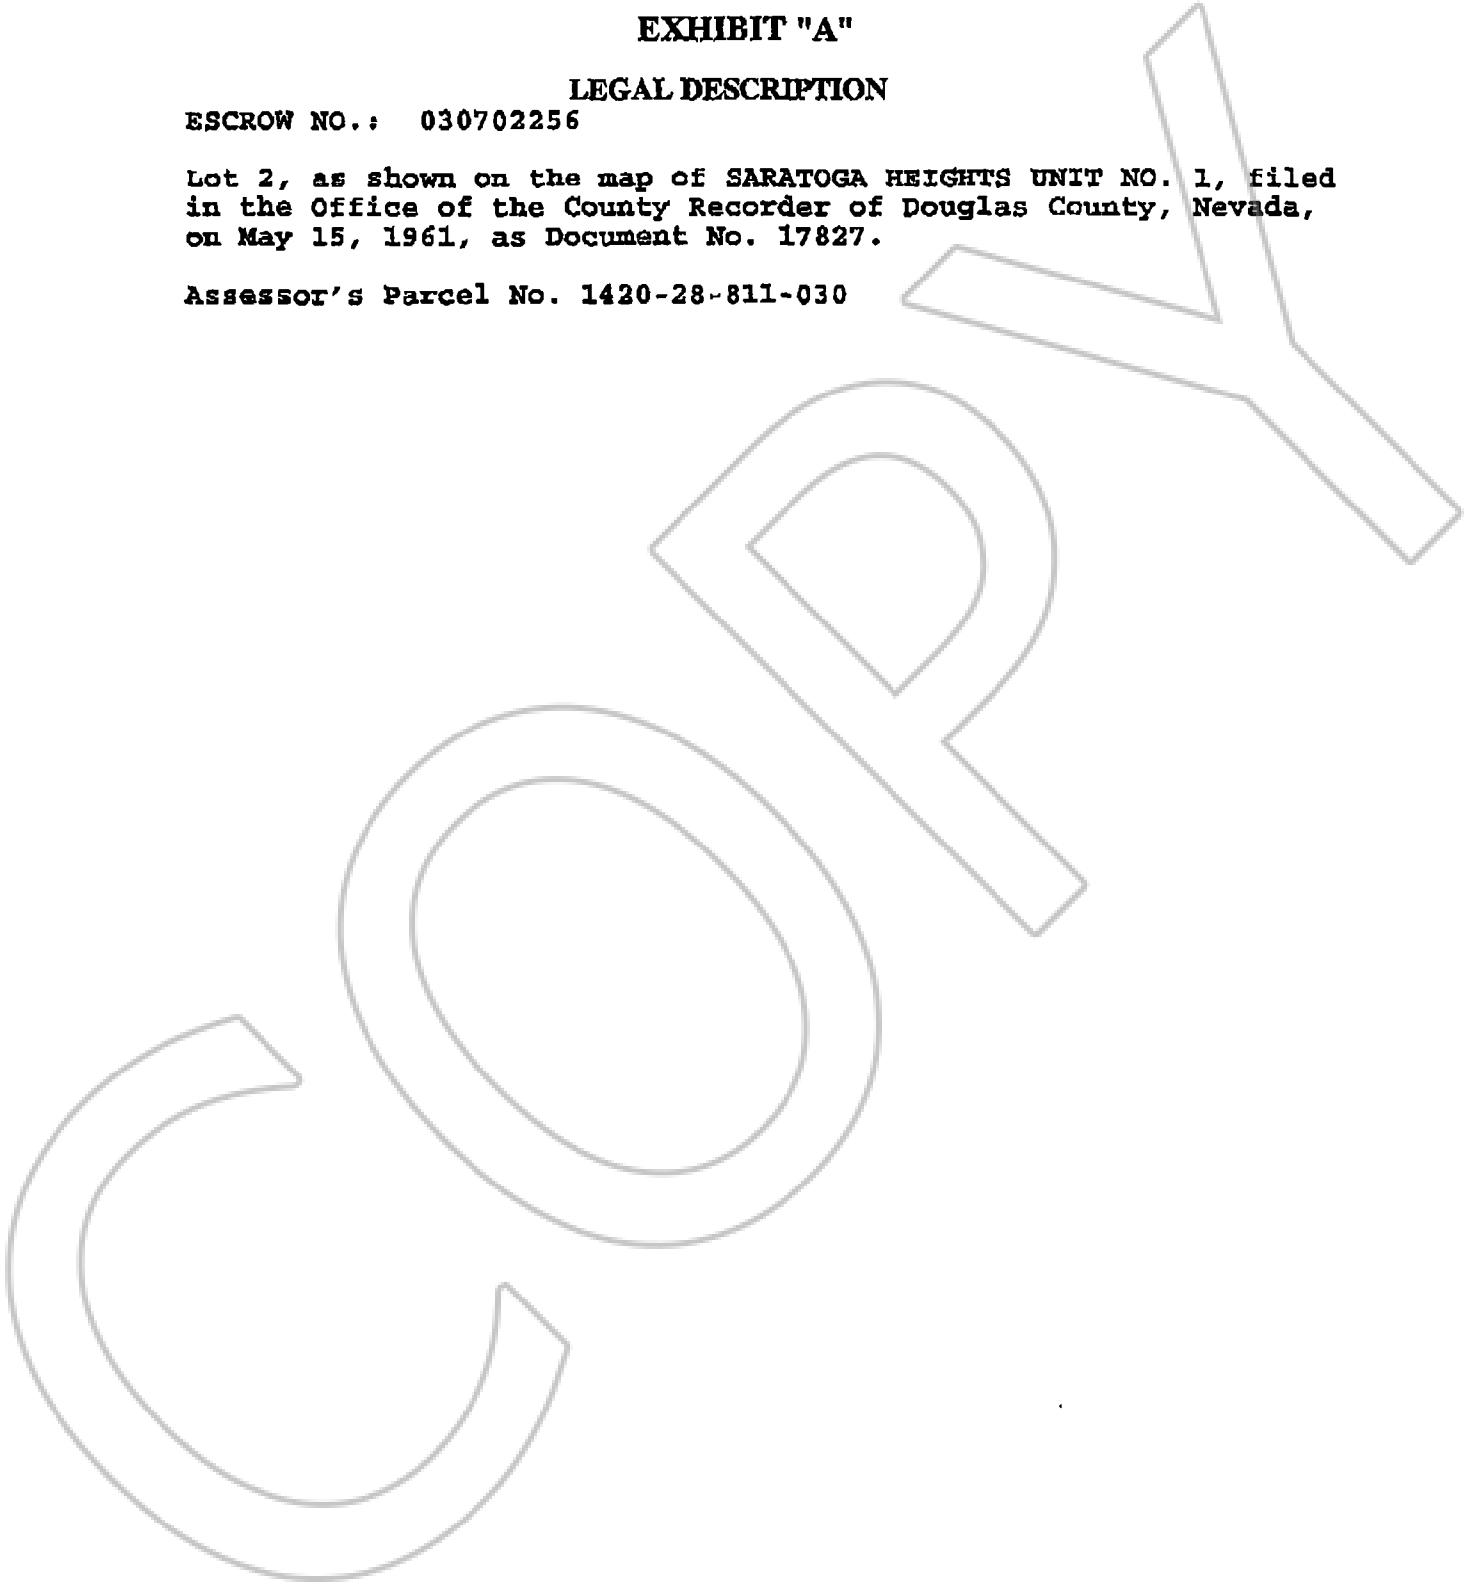 EXHIBIT "A"
LEGAL DESCRIPTION
ESCROW NO.: 030702256
Lot 2, as shown on the map of SARATOGA HEIGHTS UNIT NO. 1, filed
in the Office of the County Recorder of Douglas County, Nevada,
on May 15, 1961, as Document No. 17827.
Assessor's Parcel No. 1420-28-811-030
COPY